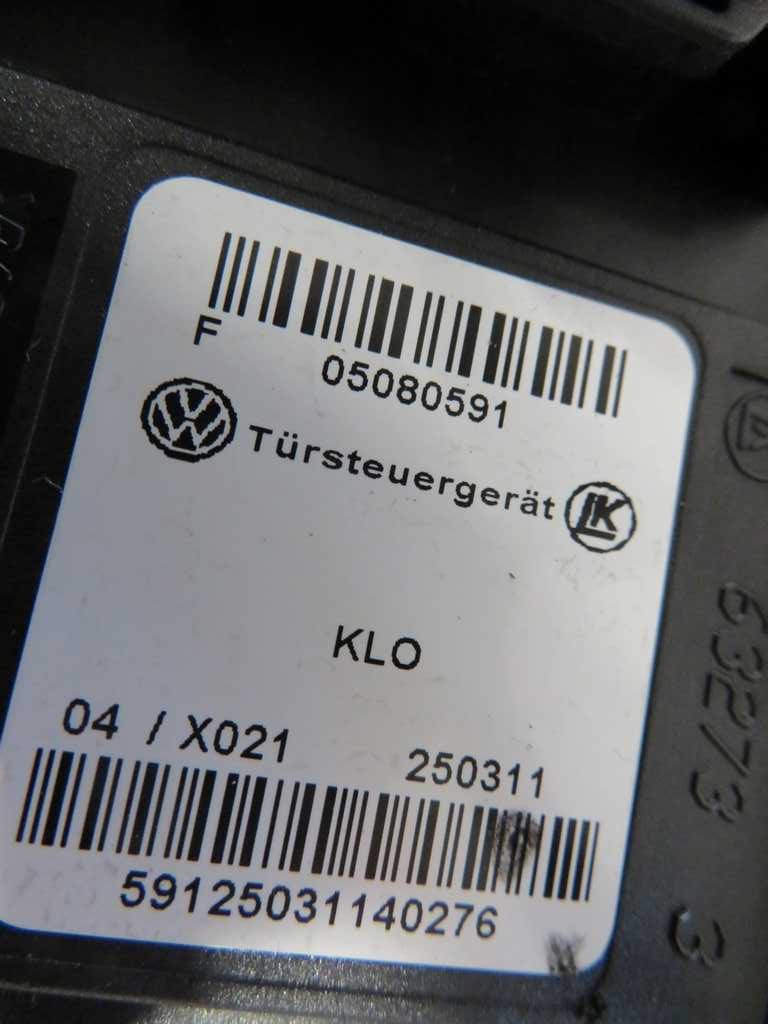 F
05080591
Türsteuergerät
KLO
04 / X021 250311
59125031140276
63273 3